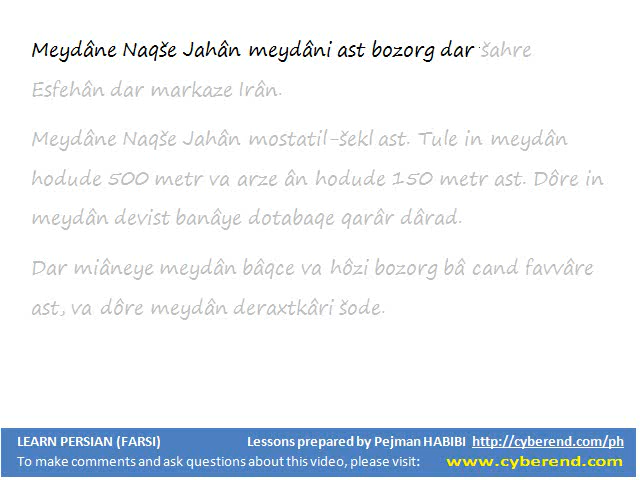 Meydâne Naqše Jahân meydâni ast bozorg dar šahre
Esfehân dar markaze Irân.
Meydâne Naqše Jahân mostatil-šekl ast. Tule in meydân
hodude 500 metr va arze ân hodude 150 metr ast. Dôre in
meydân devist banâye dotabaqe qarâr dârad.
Dar miâneye meydân bâqce va hôzi bozorg bâ cand favvâre
ast, va dôre meydân deraxtkâri šode.
LEARN PERSIAN (FARSI) Lessons prepared by Pejman HABIBI http://cyberend.com/ph
To make comments and ask questions about this video, please visit: www.cyberend.com